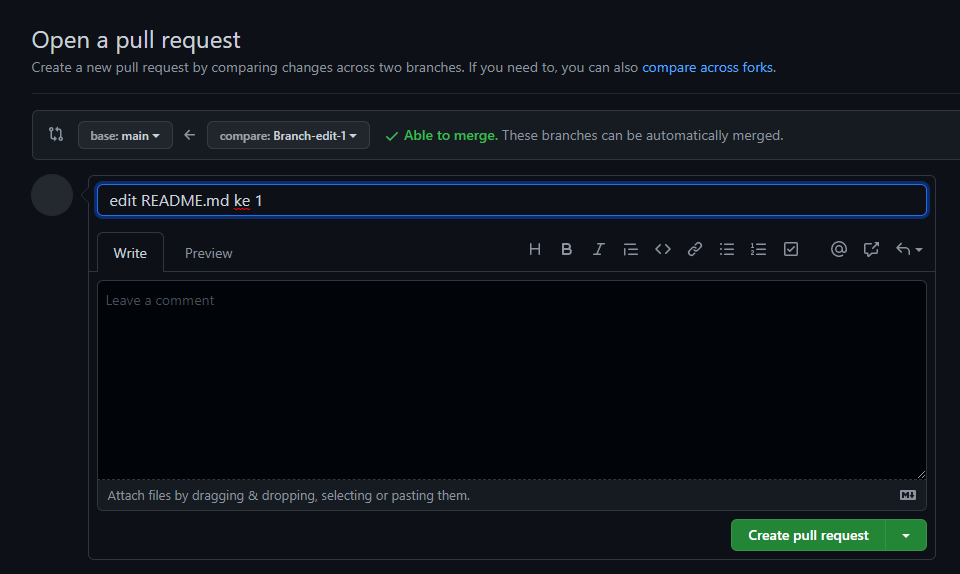 Open a pull request
Create a new pull request by comparing changes across two branches. If you need to, you can also compare across forks.
base: main compare: Branch-edit-1 Able to merge. These branches can be automatically merged.
edit README.md ke 1
Write Preview
Leave a comment
Attach files by dragging & dropping, selecting or pasting them.
Create pull request